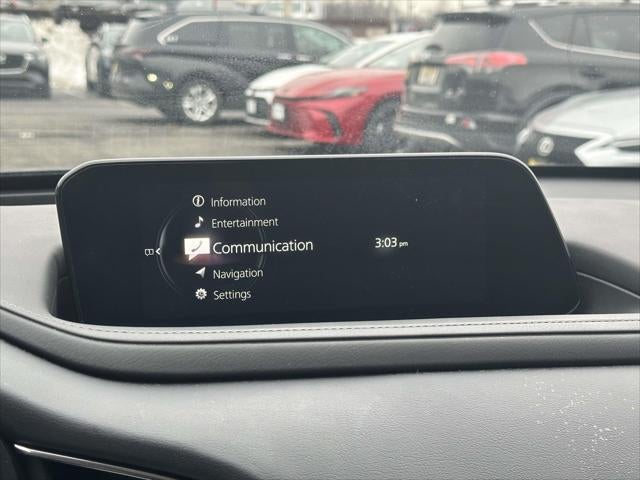 Information
Entertainment
Communication
3:03 pm
Navigation
Settings